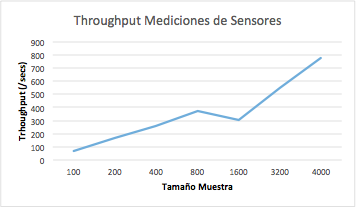 Throughput Mediciones de Sensores
900
800
700
600
500
400
300
200
100
0
Trhoughput (/secs)
100 200 400 800 1600 3200 4000
Tamaño Muestra